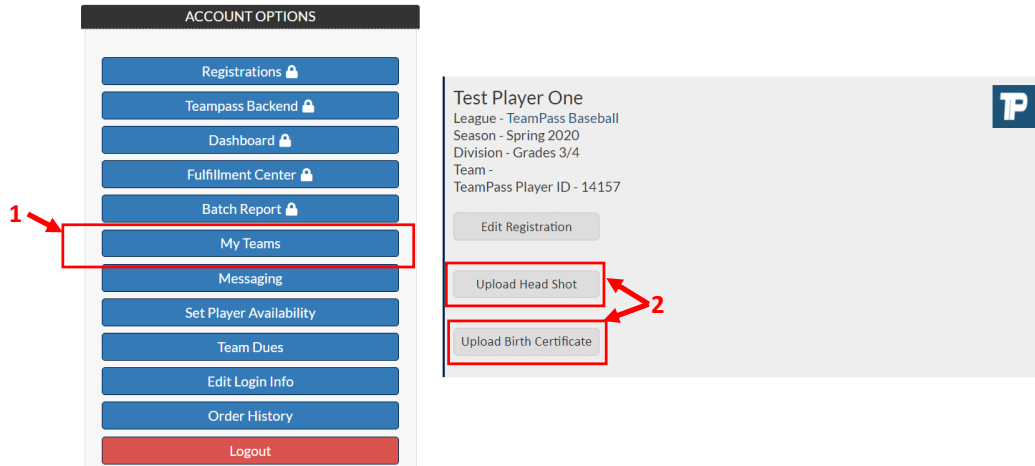 ACCOUNT OPTIONS
Registrations
Teampass Backend
Dashboard
Fulfillment Center
Batch Report
1
My Teams
Messaging
Set Player Availability
Team Dues
Edit Login Info
Order History
Logout
Test Player One
League - TeamPass Baseball
Season - Spring 2020
Division - Grades 3/4
Team -
TeamPass Player ID - 14157
TP
Edit Registration
Upload Head Shot
2
Upload Birth Certificate